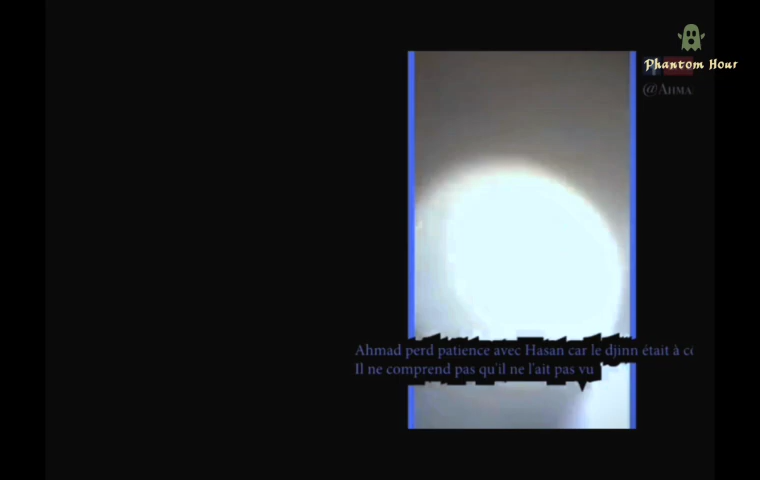 Phantom Hour
@AHMA
Ahmad perd patience avec Hasan car le djinn était à
Il ne comprend pas qu'il ne l'ait pas vu